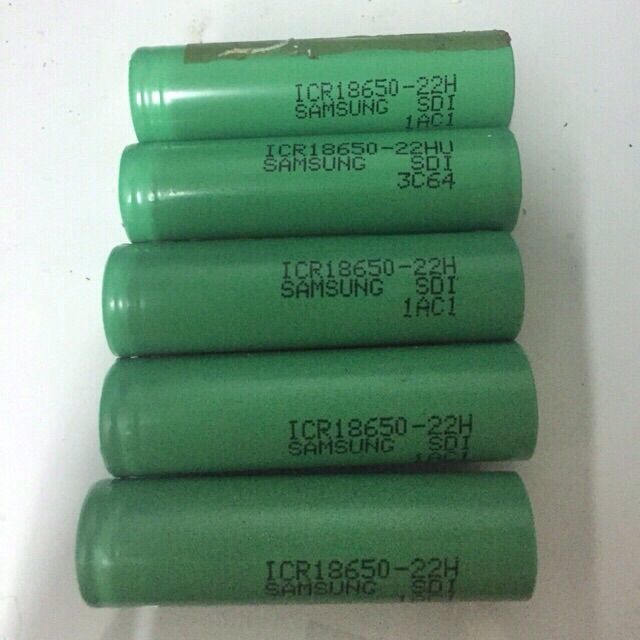 ICR18650-22H
SAMSUNG SDI
1AC1
ICR18650-22HU
SAMSUNG SDI
3C64
ICR18650-22H
SAMSUNG SDI
1AC1
ICR18650-22H
SAMSUNG SDI
1AC1
ICR18650-22H
SAMSUNG SDI